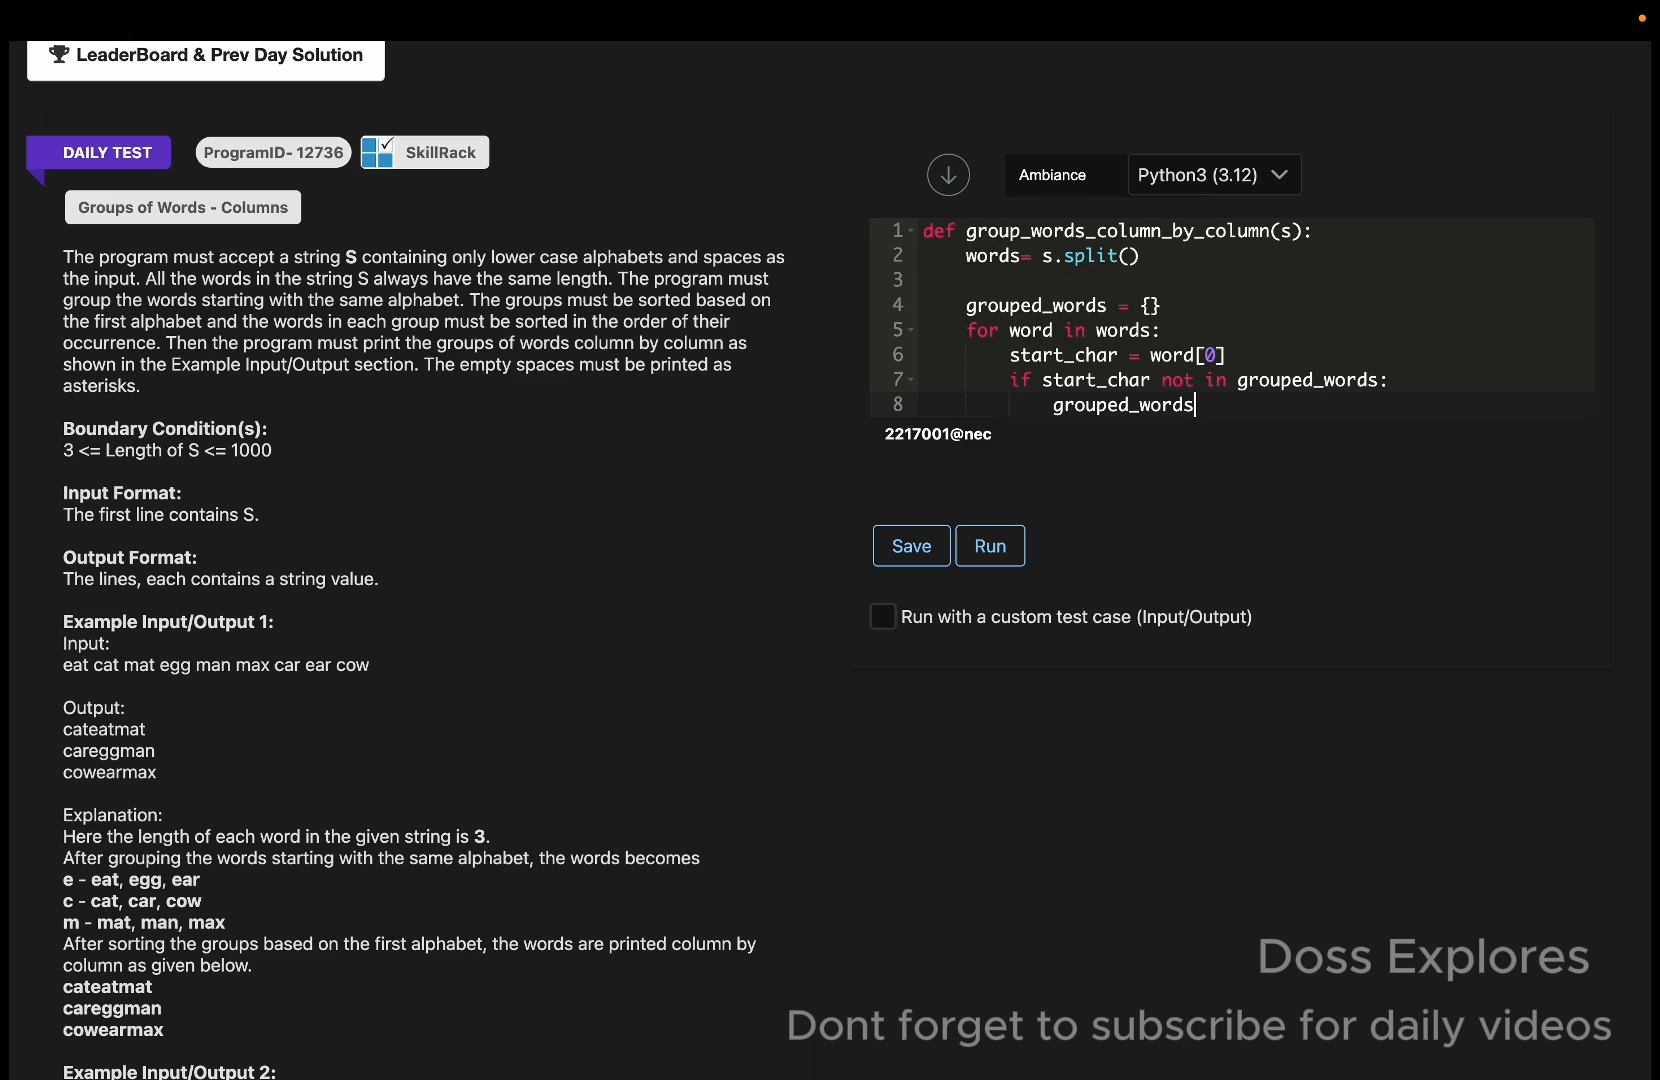 LeaderBoard & Prev Day Solution
DAILY TEST
ProgramID- 12736
SkillRack
Groups of Words - Columns
The program must accept a string S containing only lower case alphabets and spaces as
the input. All the words in the string S always have the same length. The program must
group the words starting with the same alphabet. The groups must be sorted based on
the first alphabet and the words in each group must be sorted in the order of their
occurrence. Then the program must print the groups of words column by column as
shown in the Example Input/Output section. The empty spaces must be printed as
asterisks.
Boundary Condition(s):
3 <= Length of S <= 1000
Input Format:
The first line contains S.
Output Format:
The lines, each contains a string value.
Example Input/Output 1:
Input:
eat cat mat egg man max car ear cow
Output:
cateatmat
careggman
cowearmax
Explanation:
Here the length of each word in the given string is 3.
After grouping the words starting with the same alphabet, the words becomes
e - eat, egg, ear
c - cat, car, cow
m - mat, man, max
After sorting the groups based on the first alphabet, the words are printed column by
column as given below.
cateatmat
careggman
cowearmax
Example Input/Output 2:
Ambiance
Python3 (3.12)
1 def group_words_column_by_column(s):
2     words= s.split()
3
4     grouped_words = {}
5     for word in words:
6         start_char = word[0]
7         if start_char not in grouped_words:
8             grouped_words
2217001@nec
Save
Run
Run with a custom test case (Input/Output)
Doss Explores
Dont forget to subscribe for daily videos